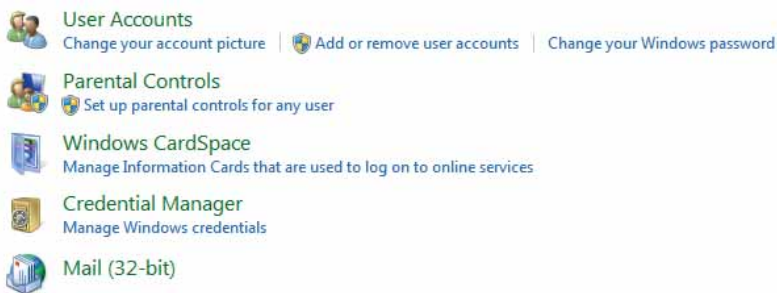 User Accounts
Change your account picture | Add or remove user accounts | Change your Windows password
Parental Controls
Set up parental controls for any user
Windows CardSpace
Manage Information Cards that are used to log on to online services
Credential Manager
Manage Windows credentials
Mail (32-bit)